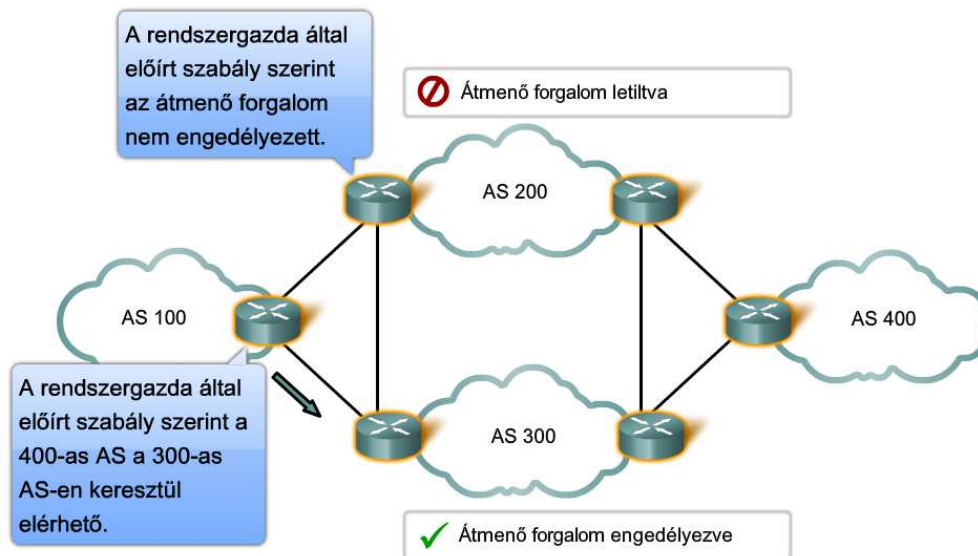 A rendszergazda által
előírt szabály szerint
az átmenő forgalom
nem engedélyezett.
Átmenő forgalom letiltva
AS 200
AS 100
AS 400
A rendszergazda által
előírt szabály szerint a
400-as AS a 300-as
AS-en keresztül
elérhető.
AS 300
Átmenő forgalom engedélyezve